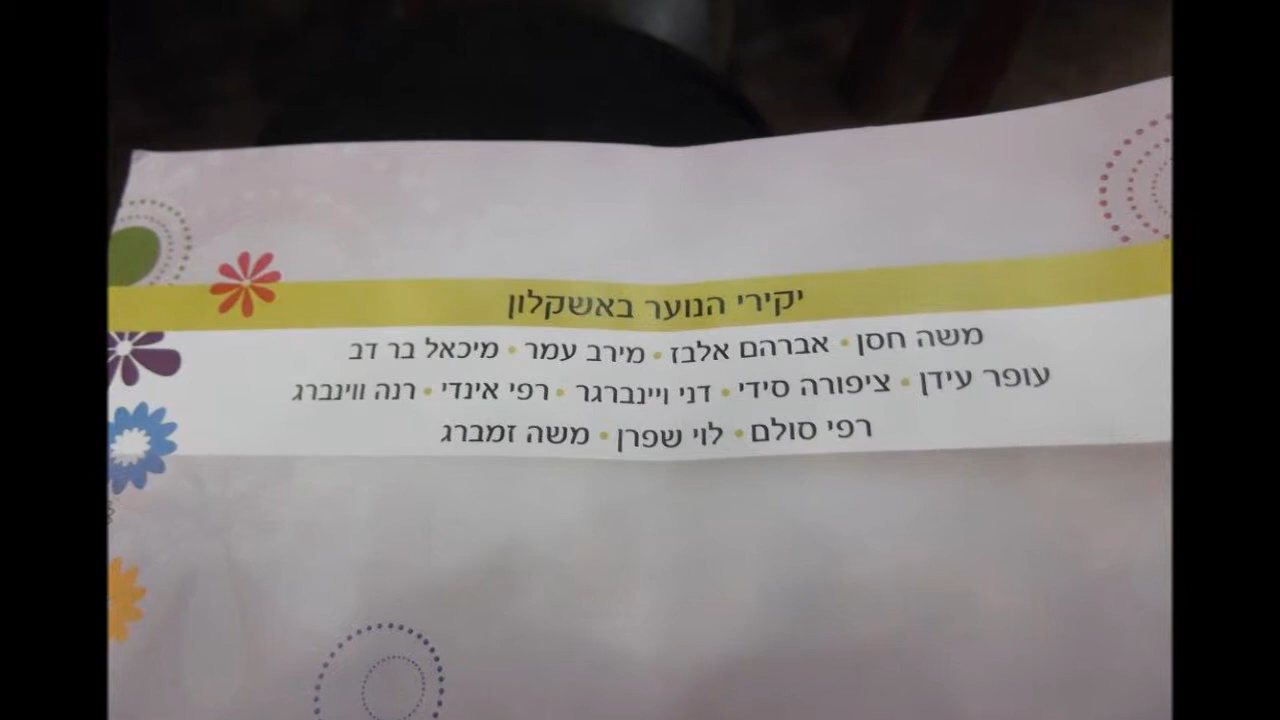 יקירי הנוער באשקלון
משה חסן • אברהם אלבז • מירב עמר • מיכאל בר דב
עופר עידן • ציפורה סידי • דני ויינברגר • רפי אינדי • רנה ווינברג
רפי סולם • לוי שפרן • משה זמברג